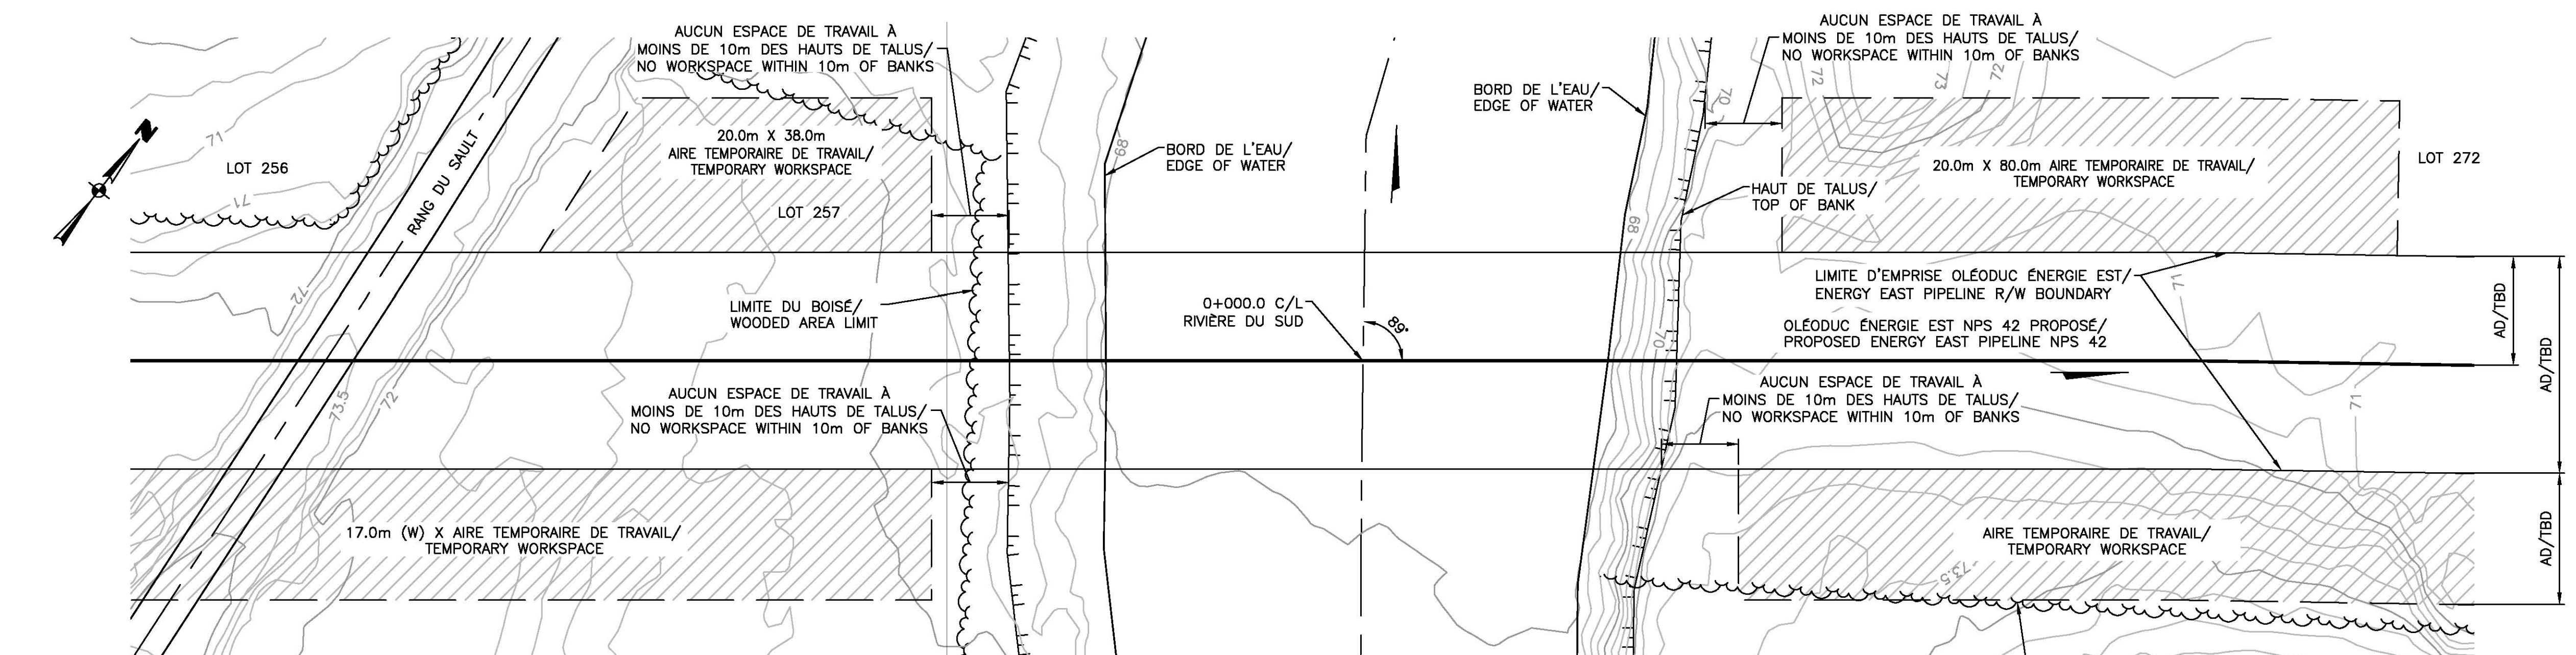 AUCUN ESPACE DE TRAVAIL À
MOINS DE 10m DES HAUTS DE TALUS/
NO WORKSPACE WITHIN 10m OF BANKS
AUCUN ESPACE DE TRAVAIL À
MOINS DE 10m DES HAUTS DE TALUS/
NO WORKSPACE WITHIN 10m OF BANKS
N
71
LOT 256
71
RANG DU SAULT
20.0m X 38.0m
AIRE TEMPORAIRE DE TRAVAIL/
TEMPORARY WORKSPACE
LOT 257
68
BORD DE L'EAU/
EDGE OF WATER
BORD DE L'EAU/
EDGE OF WATER
70
72
73
72
20.0m X 80.0m AIRE TEMPORAIRE DE TRAVAIL/
TEMPORARY WORKSPACE
LOT 272
HAUT DE TALUS/
TOP OF BANK
68
72
LIMITE DU BOISÉ/
WOODED AREA LIMIT
0+000.0 C/L
RIVIÈRE DU SUD
89°
LIMITE D'EMPRISE OLÉODUC ÉNERGIE EST/
ENERGY EAST PIPELINE R/W BOUNDARY
71
OLÉODUC ÉNERGIE EST NPS 42 PROPOSÉ/
PROPOSED ENERGY EAST PIPELINE NPS 42
70
AD/TBD
AD/TBD
73.5
72
AUCUN ESPACE DE TRAVAIL À
MOINS DE 10m DES HAUTS DE TALUS/
NO WORKSPACE WITHIN 10m OF BANKS
AUCUN ESPACE DE TRAVAIL À
MOINS DE 10m DES HAUTS DE TALUS/
NO WORKSPACE WITHIN 10m OF BANKS
71
17.0m (W) X AIRE TEMPORAIRE DE TRAVAIL/
TEMPORARY WORKSPACE
AIRE TEMPORAIRE DE TRAVAIL/
TEMPORARY WORKSPACE
73.5
AD/TBD